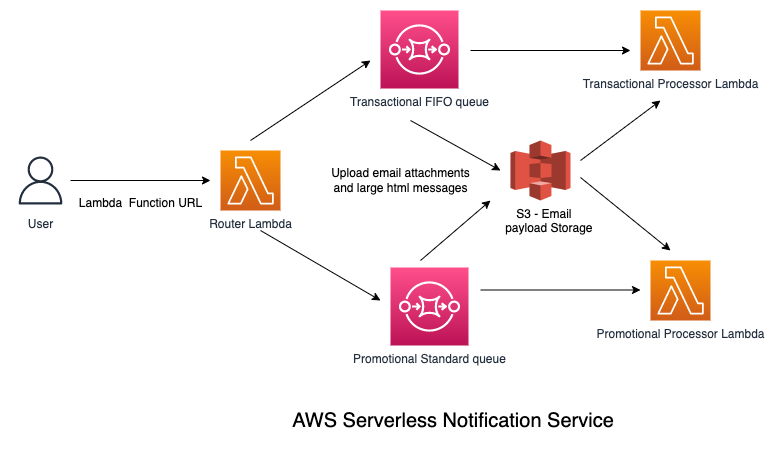 Transactional Processor Lambda
Transactional FIFO queue
Upload email attachments
and large html messages
Lambda  Function URL
User
Router Lambda
S3 - Email
payload Storage
Promotional Processor Lambda
Promotional Standard queue
AWS Serverless Notification Service